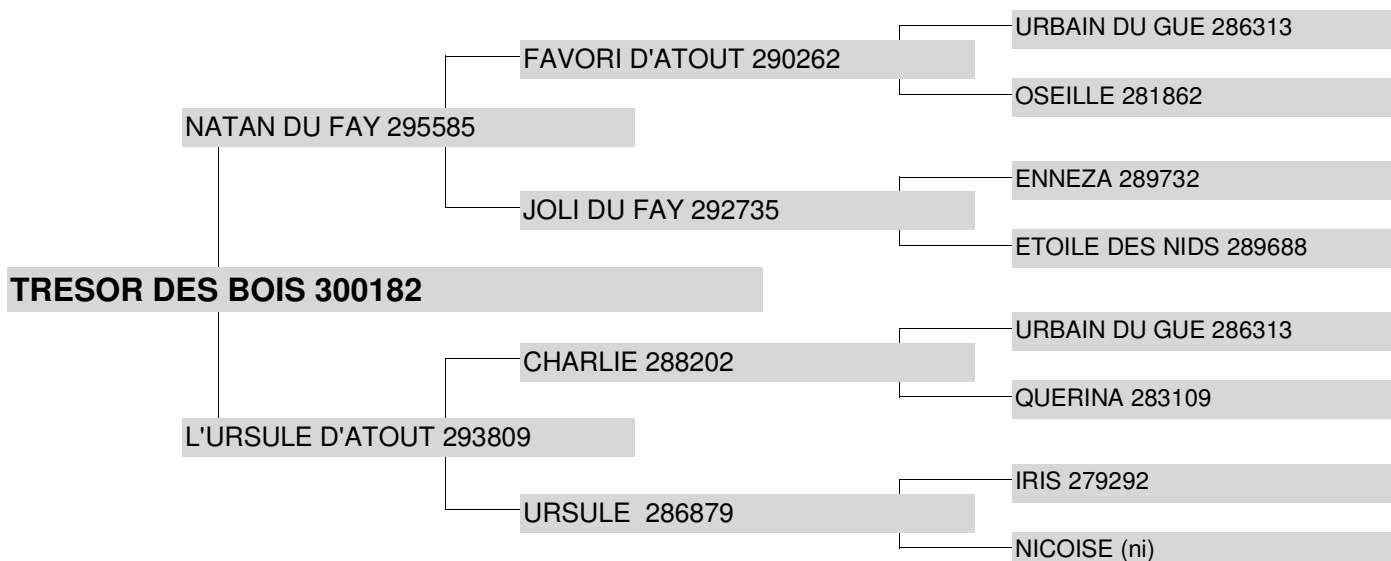 URBAIN DU GUE 286313
FAVORI D'ATOUT 290262
OSEILLE 281862
NATAN DU FAY 295585
ENNEZA 289732
JOLI DU FAY 292735
ETOILE DES NIDS 289688
TRESOR DES BOIS 300182
URBAIN DU GUE 286313
CHARLIE 288202
QUERINA 283109
L'URSULE D'ATOUT 293809
IRIS 279292
URSULE 286879
NICOISE (ni)